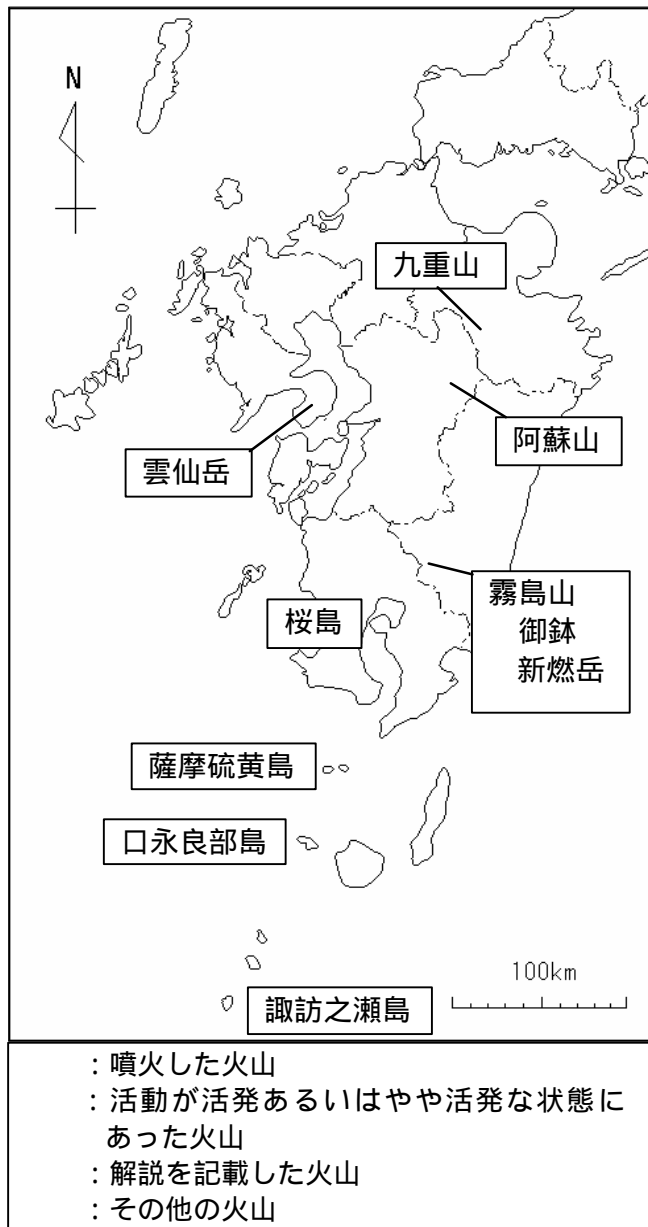 N
九重山
阿蘇山
雲仙岳
霧島山
御鉢
新燃岳
桜島
薩摩硫黄島
口永良部島
100km
諏訪之瀬島
：噴火した火山
：活動が活発あるいはやや活発な状態に
あった火山
：解説を記載した火山
：その他の火山